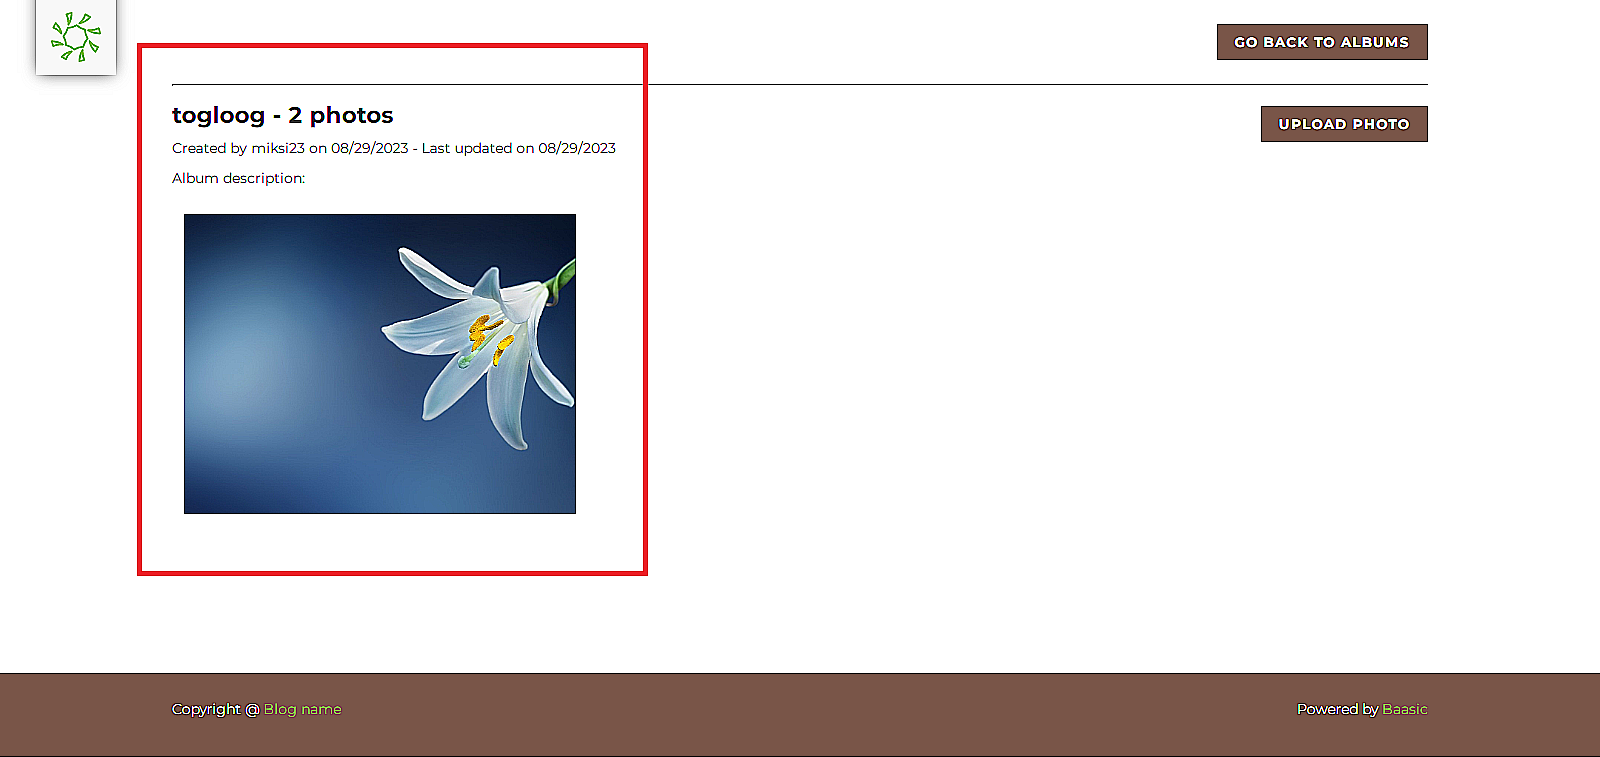 GO BACK TO ALBUMS
togloog - 2 photos
UPLOAD PHOTO
Created by miksi23 on 08/29/2023 - Last updated on 08/29/2023
Album description:
Copyright @ Blog name
Powered by Baasic